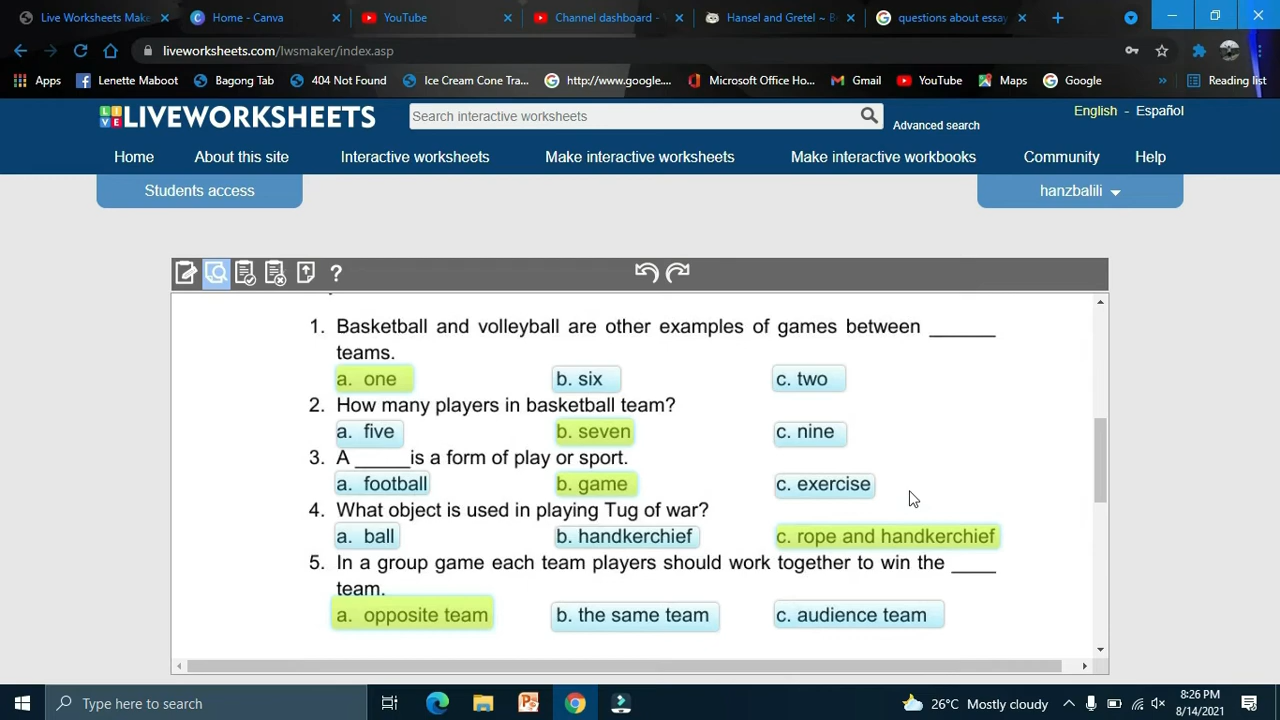 Live Worksheets Make
Home - Canva
YouTube
Channel dashboard -
Hansel and Gretel ~ B
questions about essay
liveworksheets.com/lwsmaker/index.asp
Apps
Lenette Maboot
Bagong Tab
404 Not Found
Ice Cream Cone Tra...
http://www.google....
Microsoft Office Ho...
Gmail
YouTube
Maps
Google
»
Reading list
LIVEWORKSHEETS
Search interactive worksheets
Advanced search
English - Español
Home
About this site
Interactive worksheets
Make interactive worksheets
Make interactive workbooks
Community
Help
Students access
hanzbalili
?
1. Basketball and volleyball are other examples of games between ______
teams.
a. one b. six c. two
2. How many players in basketball team?
a. five b. seven c. nine
3. A _____is a form of play or sport.
a. football b. game c. exercise
4. What object is used in playing Tug of war?
a. ball b. handkerchief c. rope and handkerchief
5. In a group game each team players should work together to win the ____
team.
a. opposite team b. the same team c. audience team
Type here to search
26°C Mostly cloudy
8:26 PM
8/14/2021